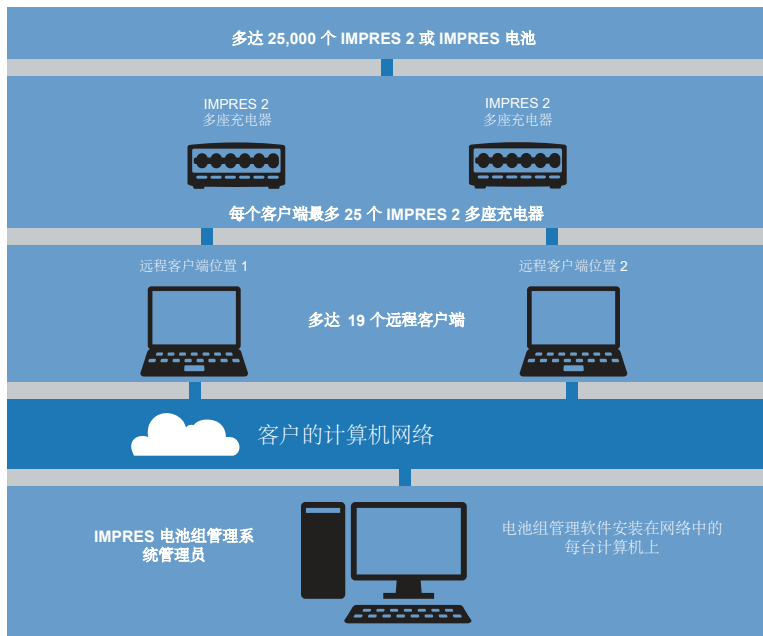 多达 25,000 个 IMPRES 2 或 IMPRES 电池
IMPRES 2
多座充电器
IMPRES 2
多座充电器
每个客户端最多 25 个 IMPRES 2 多座充电器
远程客户端位置 1
远程客户端位置 2
多达 19 个远程客户端
客户的计算机网络
IMPRES 电池组管理系
统管理员
电池组管理软件安装在网络中的
每台计算机上